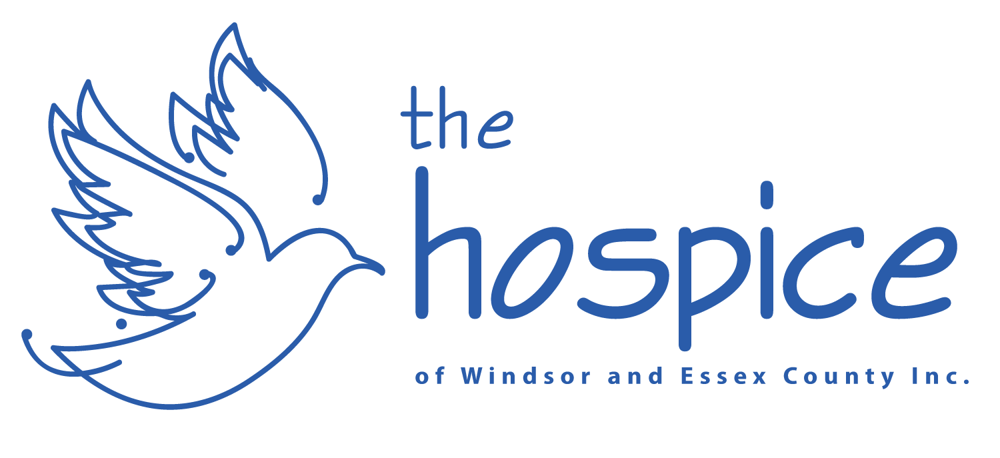 the
hospice
of Windsor and Essex County Inc.